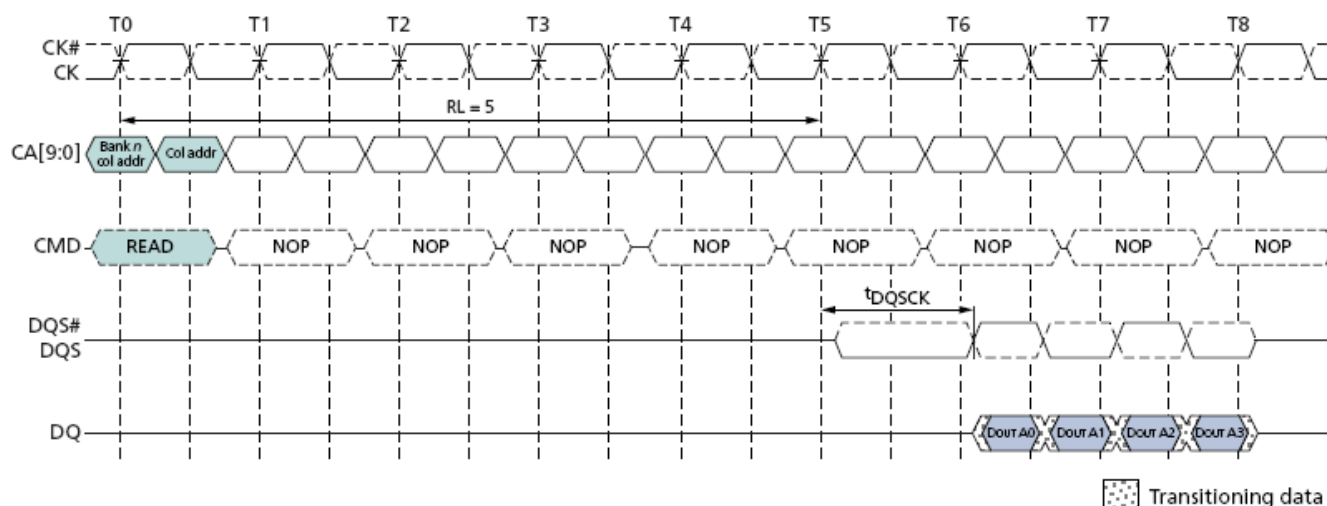 T0 T1 T2 T3 T4 T5 T6 T7 T8
CK#
CK
RL = 5
CA[9:0] Bank n col addr Col addr
CMD READ NOP NOP NOP NOP NOP NOP NOP NOP
tDQSCK
DQS#
DQS
DQ DOUT A0 DOUT A1 DOUT A2 DOUT A3
Transitioning data